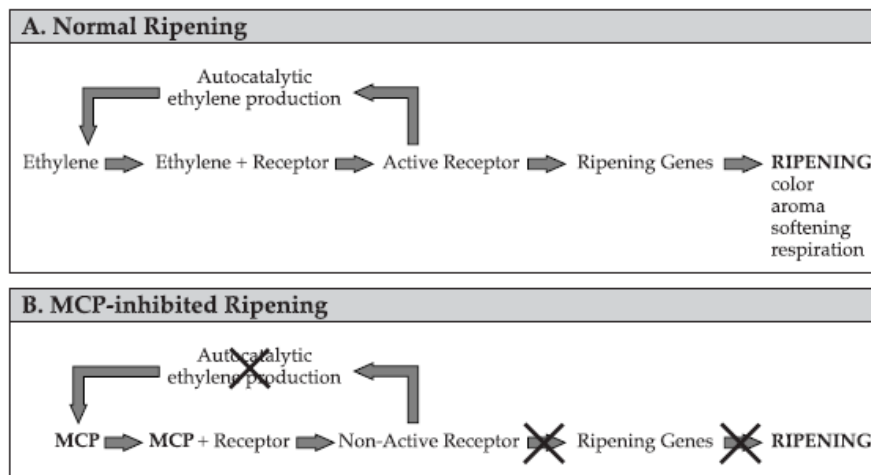 A. Normal Ripening
Autocatalytic
ethylene production
Ethylene Ethylene + Receptor Active Receptor Ripening Genes RIPENING
color
aroma
softening
respiration
B. MCP-inhibited Ripening
Autocatalytic
ethylene production
MCP MCP + Receptor Non-Active Receptor Ripening Genes RIPENING